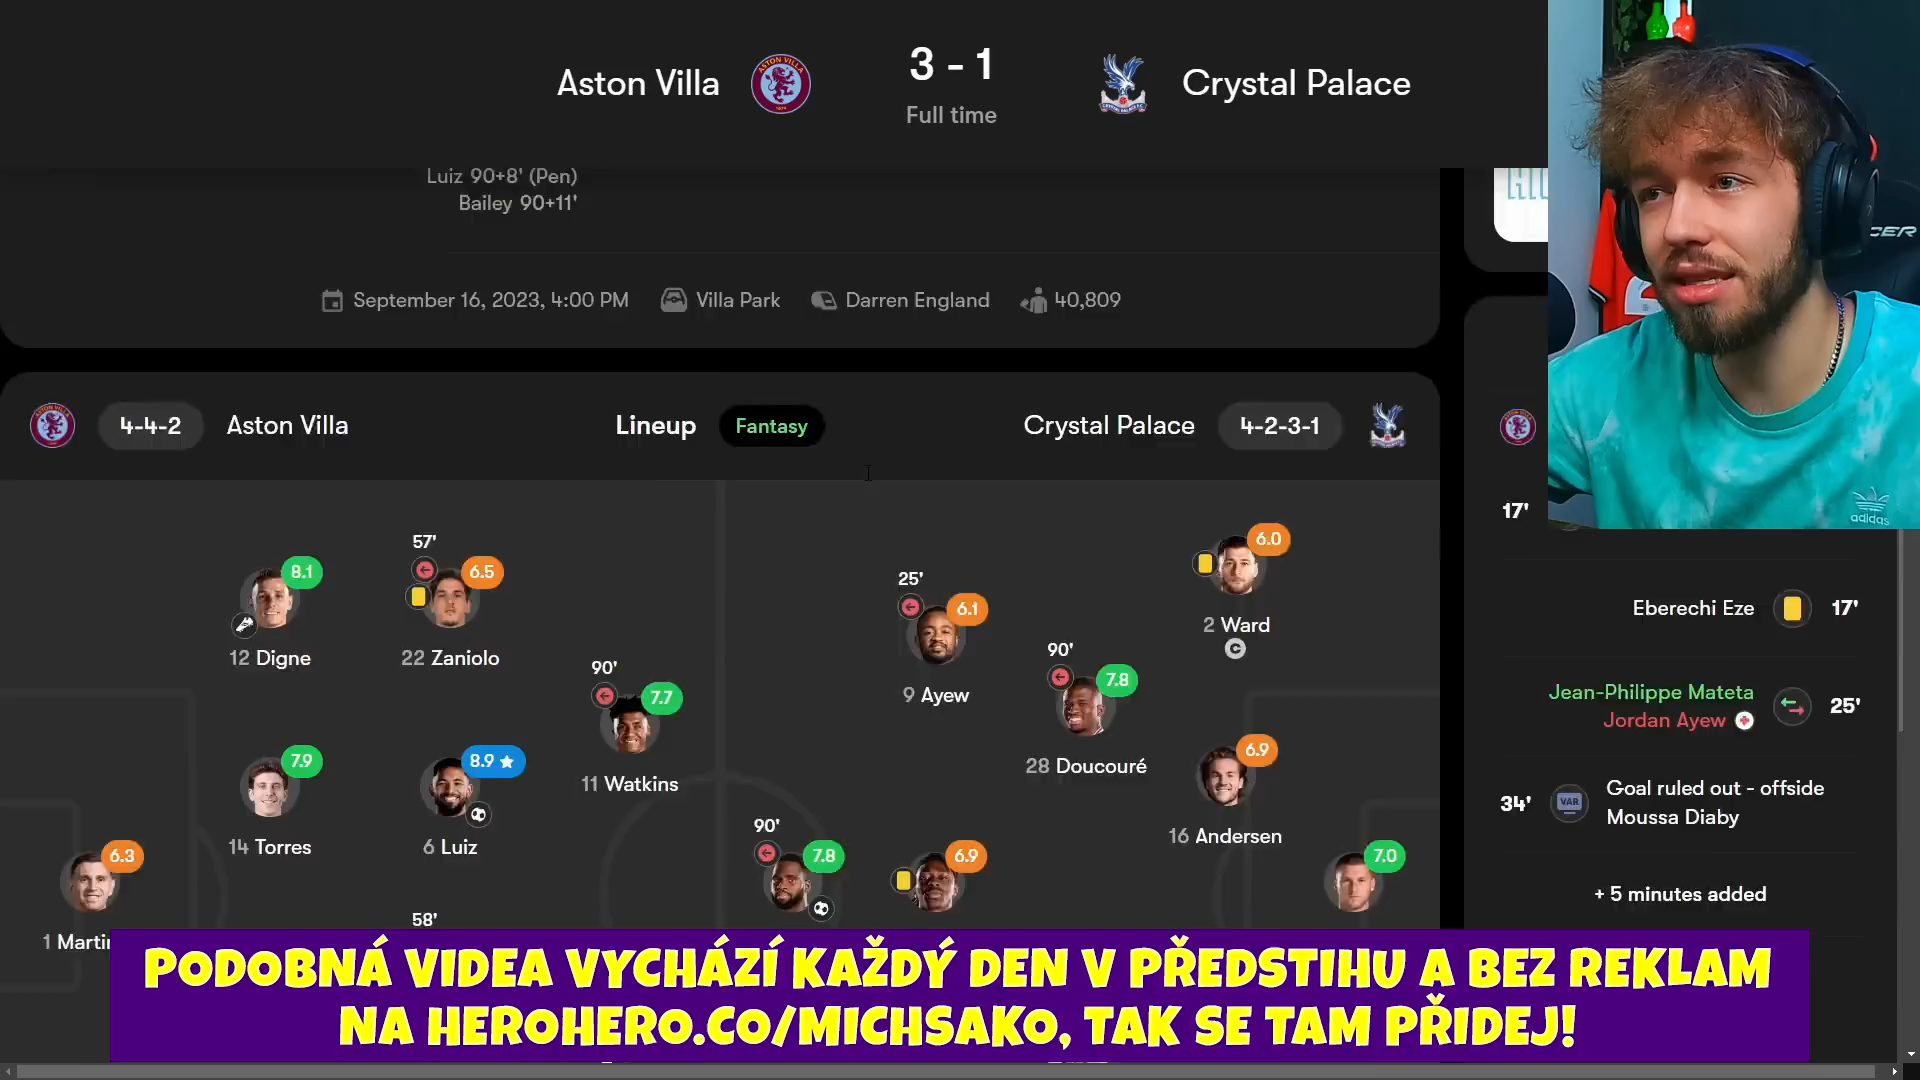 Aston Villa
3 - 1
Crystal Palace
Full time
Luiz 90+8' (Pen)
Bailey 90+11'
September 16, 2023, 4:00 PM
Villa Park
Darren England
40,809
4-4-2
Aston Villa
Lineup
Fantasy
Crystal Palace
4-2-3-1
8.1
12 Digne
57'
6.5
22 Zaniolo
90'
7.7
11 Watkins
7.9
14 Torres
8.9
6 Luiz
6.3
58'
25'
6.1
9 Ayew
6.0
2 Ward
C
90'
7.8
28 Doucouré
6.9
16 Andersen
90'
7.8
6.9
7.0
17'
Eberechi Eze
17'
Jean-Philippe Mateta
Jordan Ayew
25'
34'
VAR
Goal ruled out - offside
Moussa Diaby
+ 5 minutes added
adidas
PODOBNÁ VIDEA VYCHÁZÍ KAŽDÝ DEN V PŘEDSTIHU A BEZ REKLAM
NA HEROHERO.CO/MICHSAKO, TAK SE TAM PŘIDEJ!